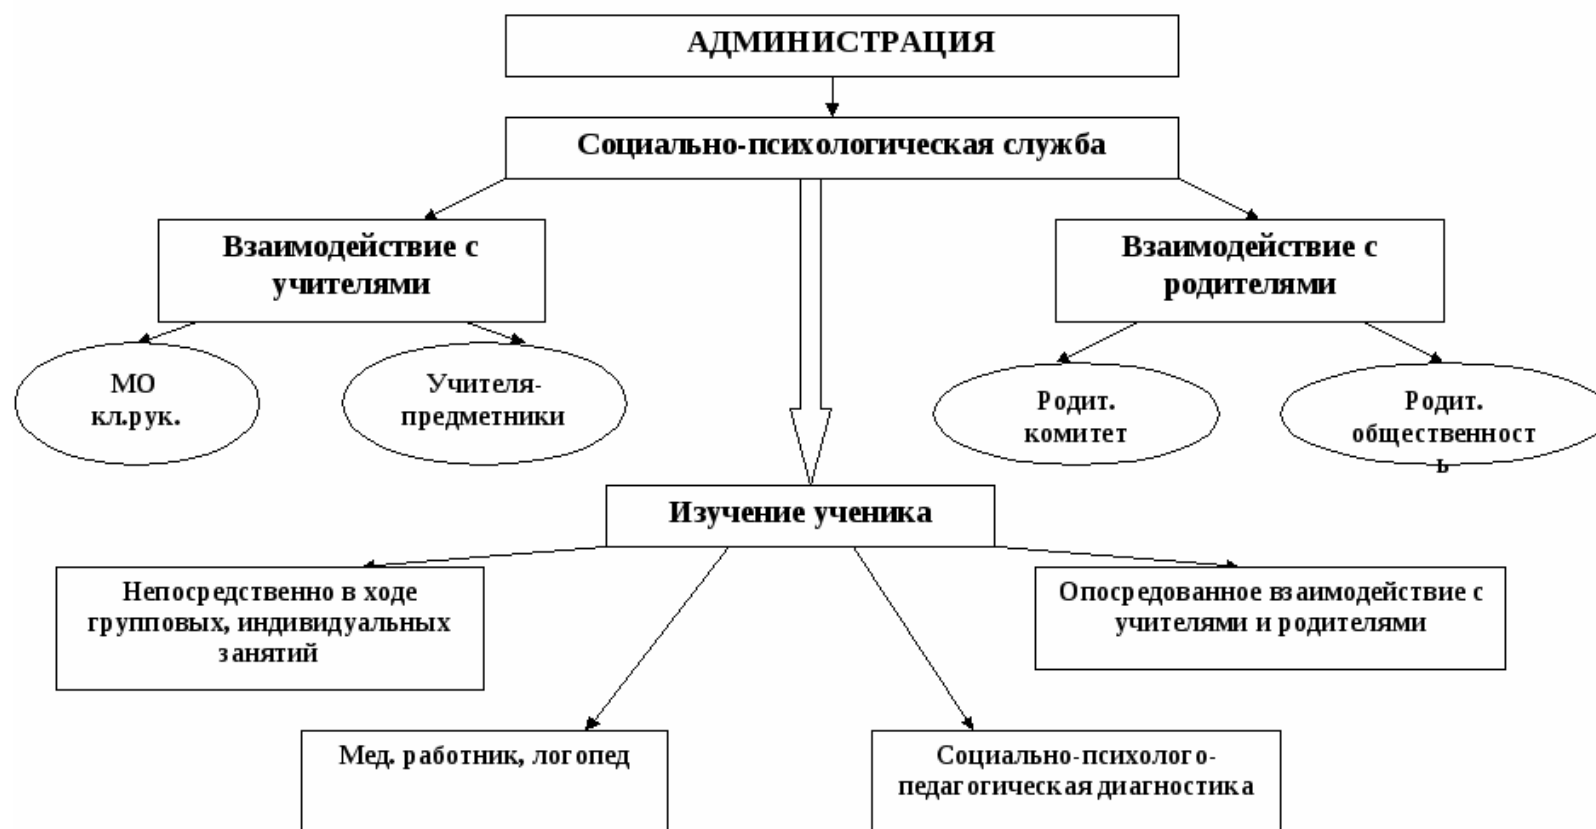 АДМИНИСТРАЦИЯ
Социально-психологическая служба
Взаимодействие с
учителями
Взаимодействие с
родителями
МО
кл.рук.
Учителя-
предметники
Родит.
комитет
Родит.
общественност
ь
Изучение ученика
Непосредственно в ходе
групповых, индивидуальных
занятий
Опосредованное взаимодействие с
учителями и родителями
Мед. работник, логопед
Социально-психолого-
педагогическая диагностика